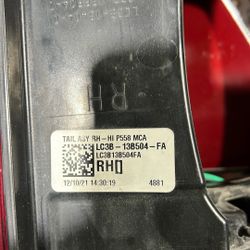 RH
TAIL ASY RH-HI P558 MCA
LC3B-13B504-FA
LC3B13B504FA
RH
12/10/21 14:30:19
4881